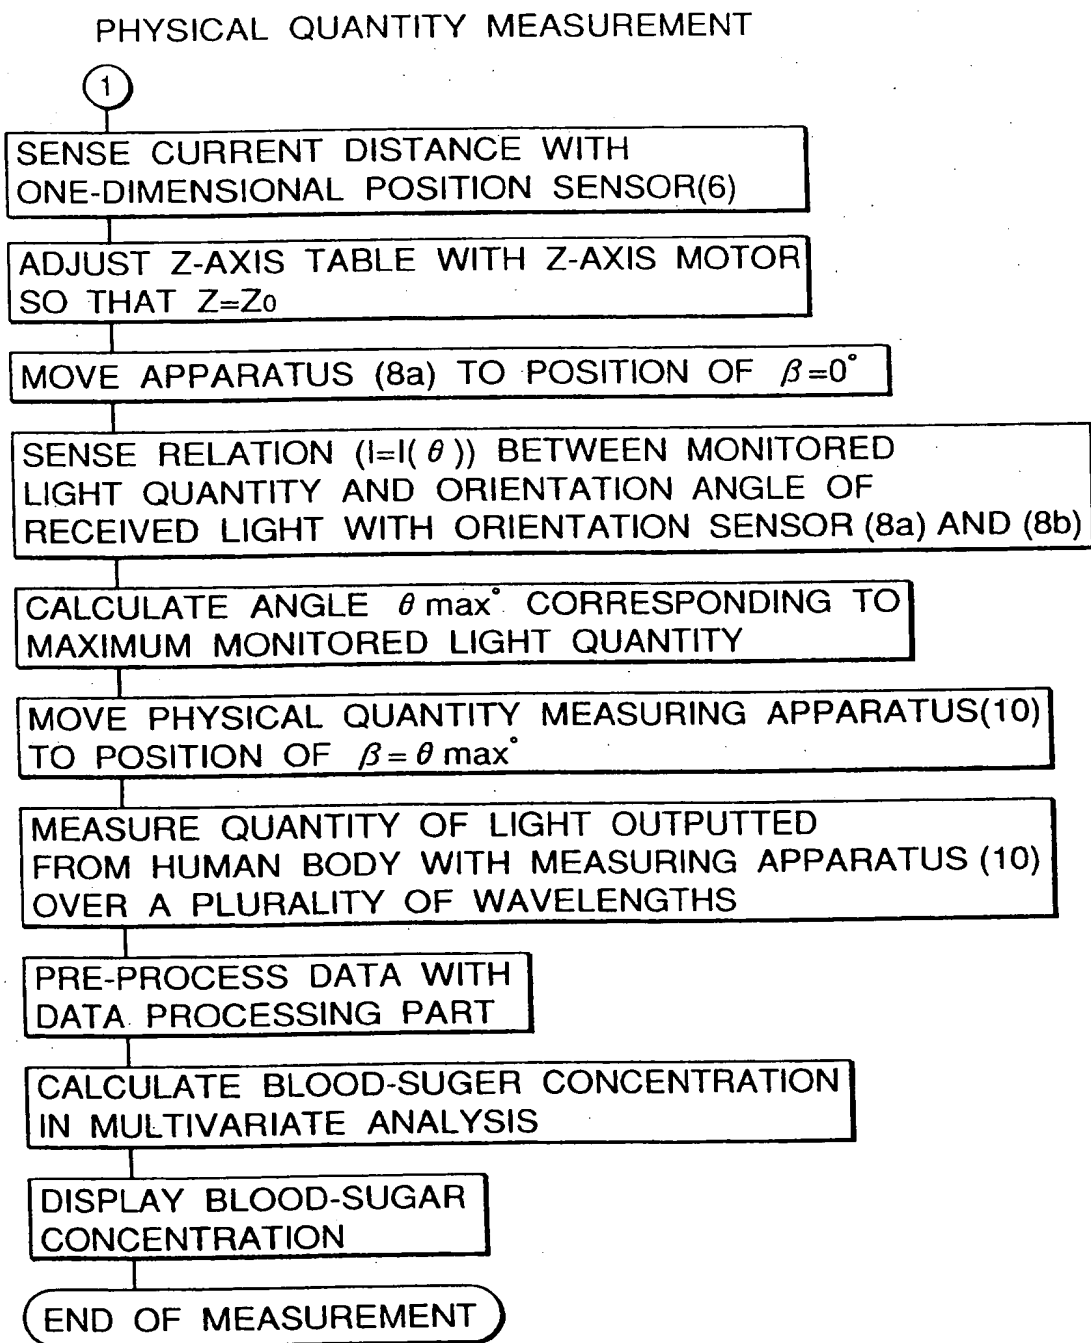 PHYSICAL QUANTITY MEASUREMENT
1
SENSE CURRENT DISTANCE WITH
ONE-DIMENSIONAL POSITION SENSOR(6)
ADJUST Z-AXIS TABLE WITH Z-AXIS MOTOR
SO THAT Z=Z0
MOVE APPARATUS (8a) TO POSITION OF β=0°
SENSE RELATION (I=I(θ)) BETWEEN MONITORED
LIGHT QUANTITY AND ORIENTATION ANGLE OF
RECEIVED LIGHT WITH ORIENTATION SENSOR (8a) AND (8b)
CALCULATE ANGLE θmax° CORRESPONDING TO
MAXIMUM MONITORED LIGHT QUANTITY
MOVE PHYSICAL QUANTITY MEASURING APPARATUS(10)
TO POSITION OF β=θmax°
MEASURE QUANTITY OF LIGHT OUTPUTTED
FROM HUMAN BODY WITH MEASURING APPARATUS (10)
OVER A PLURALITY OF WAVELENGTHS
PRE-PROCESS DATA WITH
DATA PROCESSING PART
CALCULATE BLOOD-SUGER CONCENTRATION
IN MULTIVARIATE ANALYSIS
DISPLAY BLOOD-SUGAR
CONCENTRATION
END OF MEASUREMENT